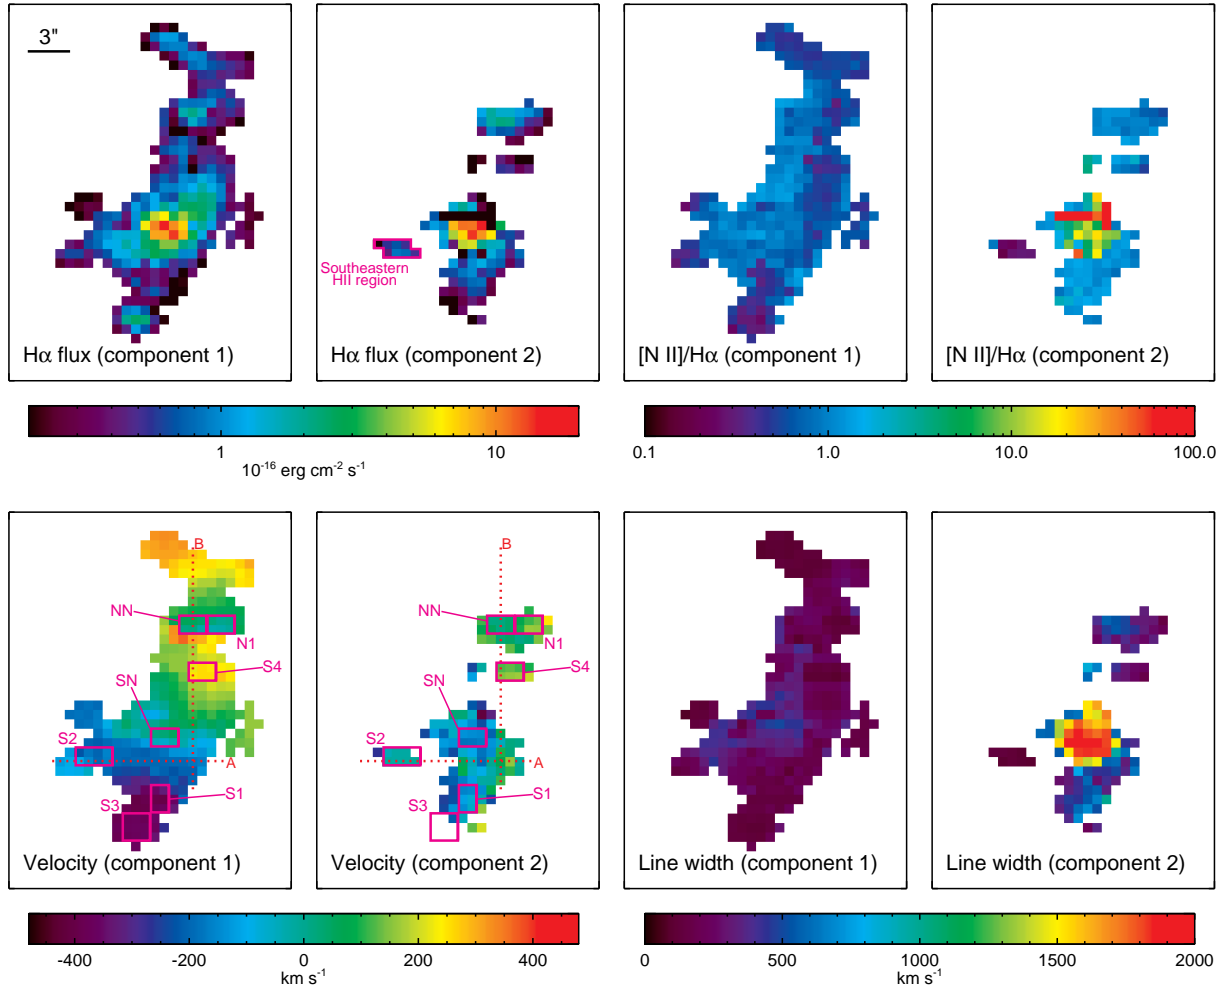 3"
Southeastern
HII region
Hα flux (component 1)
Hα flux (component 2)
[N II]/Hα (component 1)
[N II]/Hα (component 2)
1
10
10⁻¹⁶ erg cm⁻² s⁻¹
0.1
1.0
10.0
100.0
B
NN
N1
S4
SN
S2
A
S3
S1
Velocity (component 1)
B
NN
N1
S4
SN
S2
A
S3
S1
Velocity (component 2)
Line width (component 1)
Line width (component 2)
-400
-200
0
200
400
km s⁻¹
0
500
1000
1500
2000
km s⁻¹